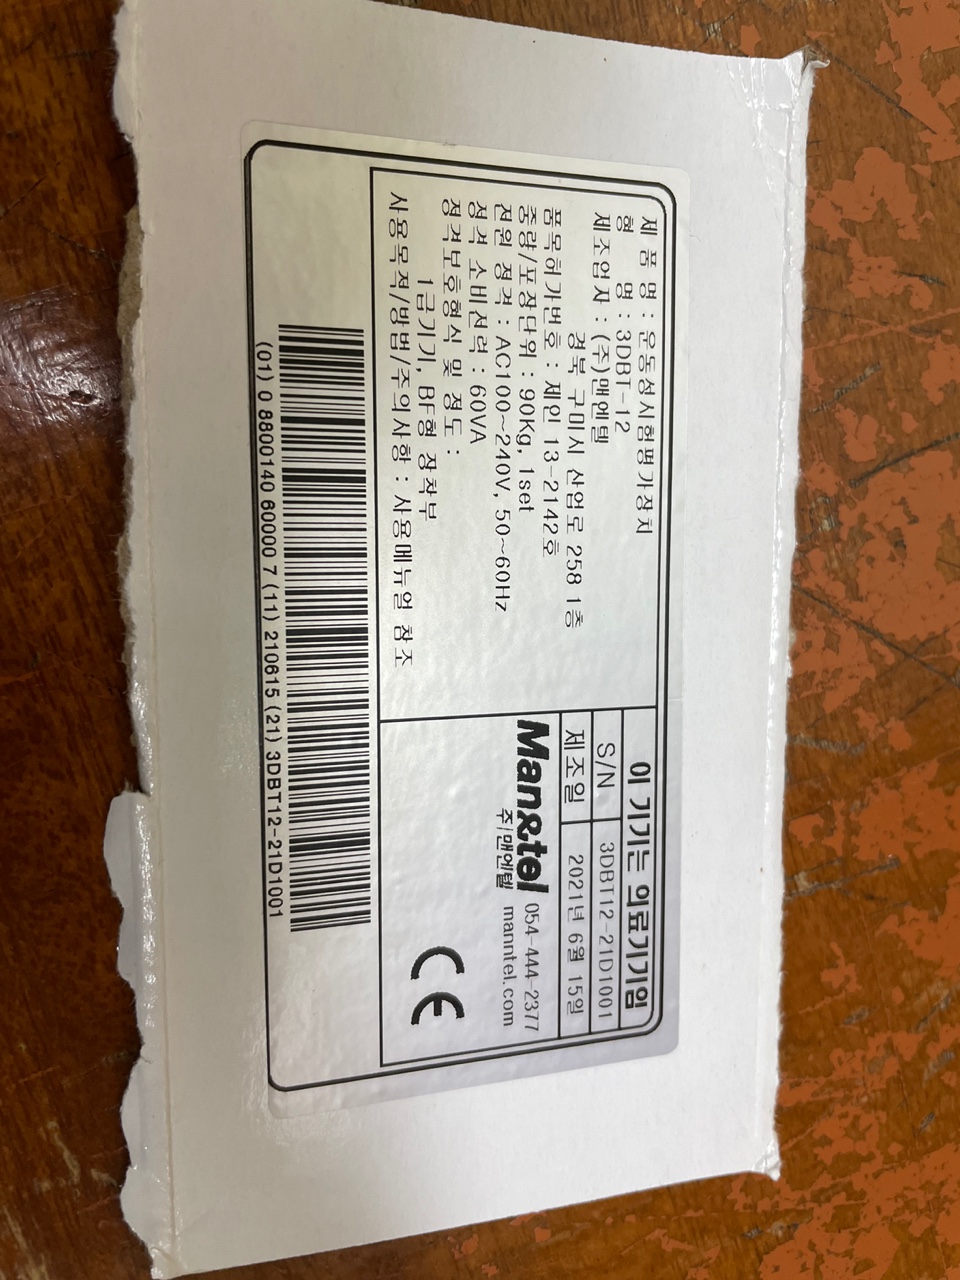 제 품 명 : 운동성시험평가장치
형 명 : 3DBT-12
제조업자 : (주)맨엔텔
경북 구미시 산업로 258 1층
품목허가번호 : 제인 13-2142호
중량/포장단위 : 90Kg, 1set
전원 정격 : AC100~240V, 50~60Hz
정격 소비전력 : 60VA
정격보호형식 및 정도 :
1급기기, BF형 장착부
사용목적/방법/주의사항 : 사용메뉴얼 참조
이 기기는 의료기기임
S/N 3DBT12-21D1001
제조일 2021년 6월 15일
Man&tel 054-444-2377
주|맨엔텔 manntel.com
CE
(01) 0 8800140 60000 7 (11) 210615 (21) 3DBT12-21D1001